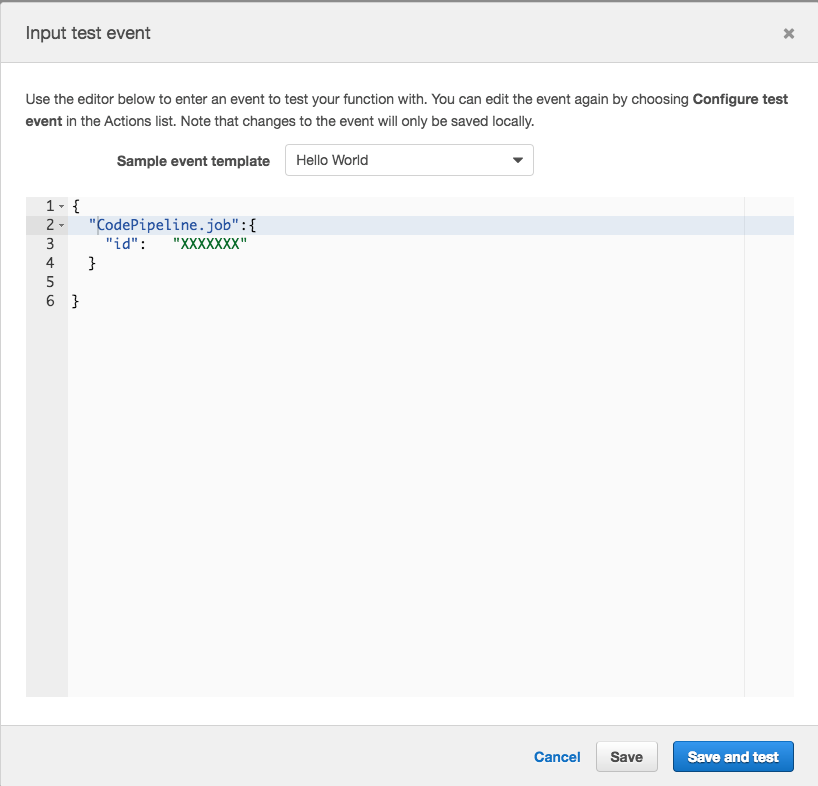 Input test event
Use the editor below to enter an event to test your function with. You can edit the event again by choosing Configure test
event in the Actions list. Note that changes to the event will only be saved locally.
Sample event template Hello World
1 {
2 "CodePipeline.job":{
3 "id": "XXXXXXX"
4 }
5
6 }
Cancel Save Save and test